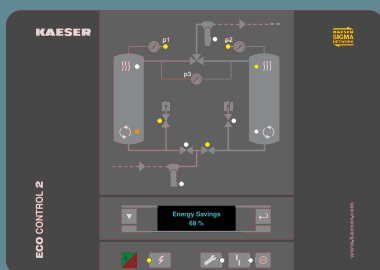 KAESER
p1
p2
p3
KAESER
SIGMA
NETWORK
ECO CONTROL 2
Energy Savings
68 %
www.kaeser.com